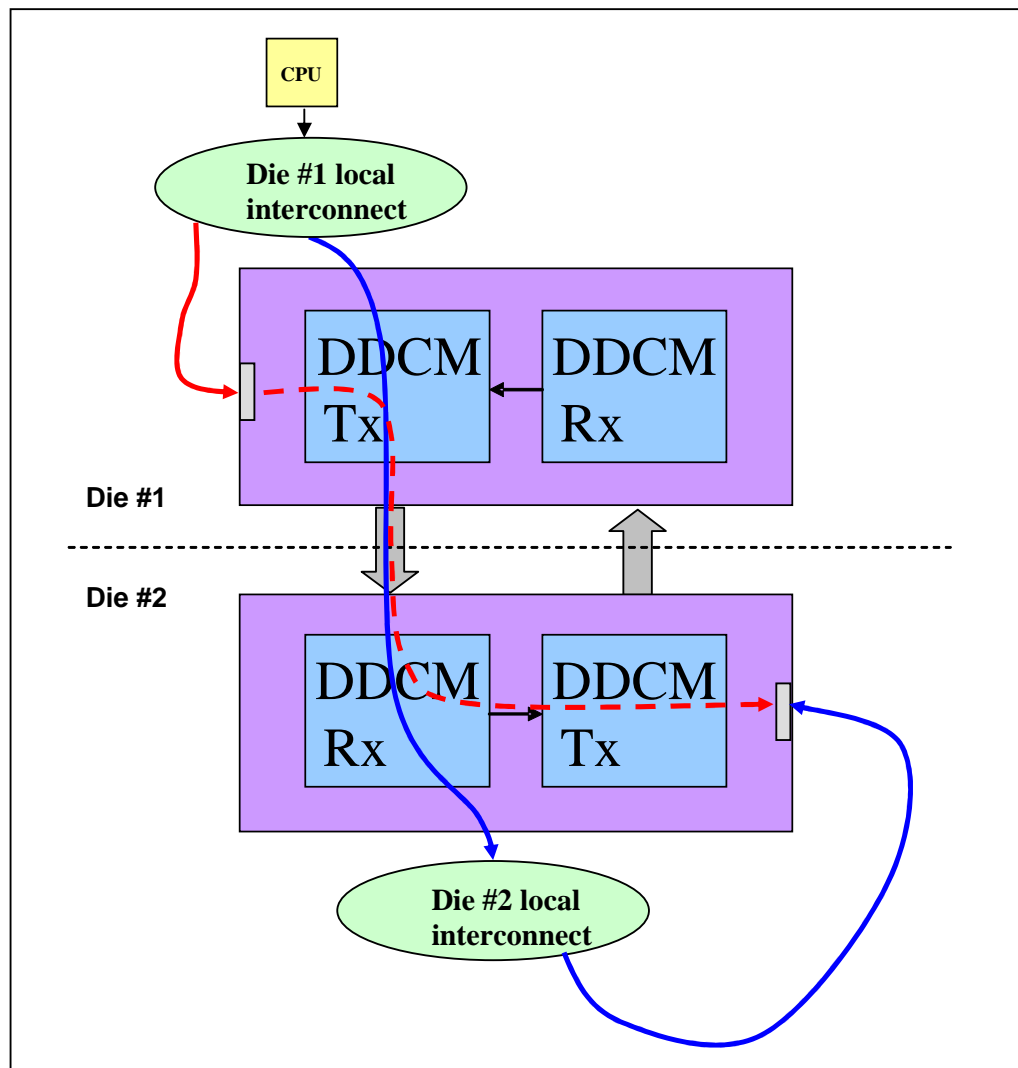 CPU
Die #1 local
interconnect
DDCM
Tx
DDCM
Rx
Die #1
Die #2
DDCM
Rx
DDCM
Tx
Die #2 local
interconnect